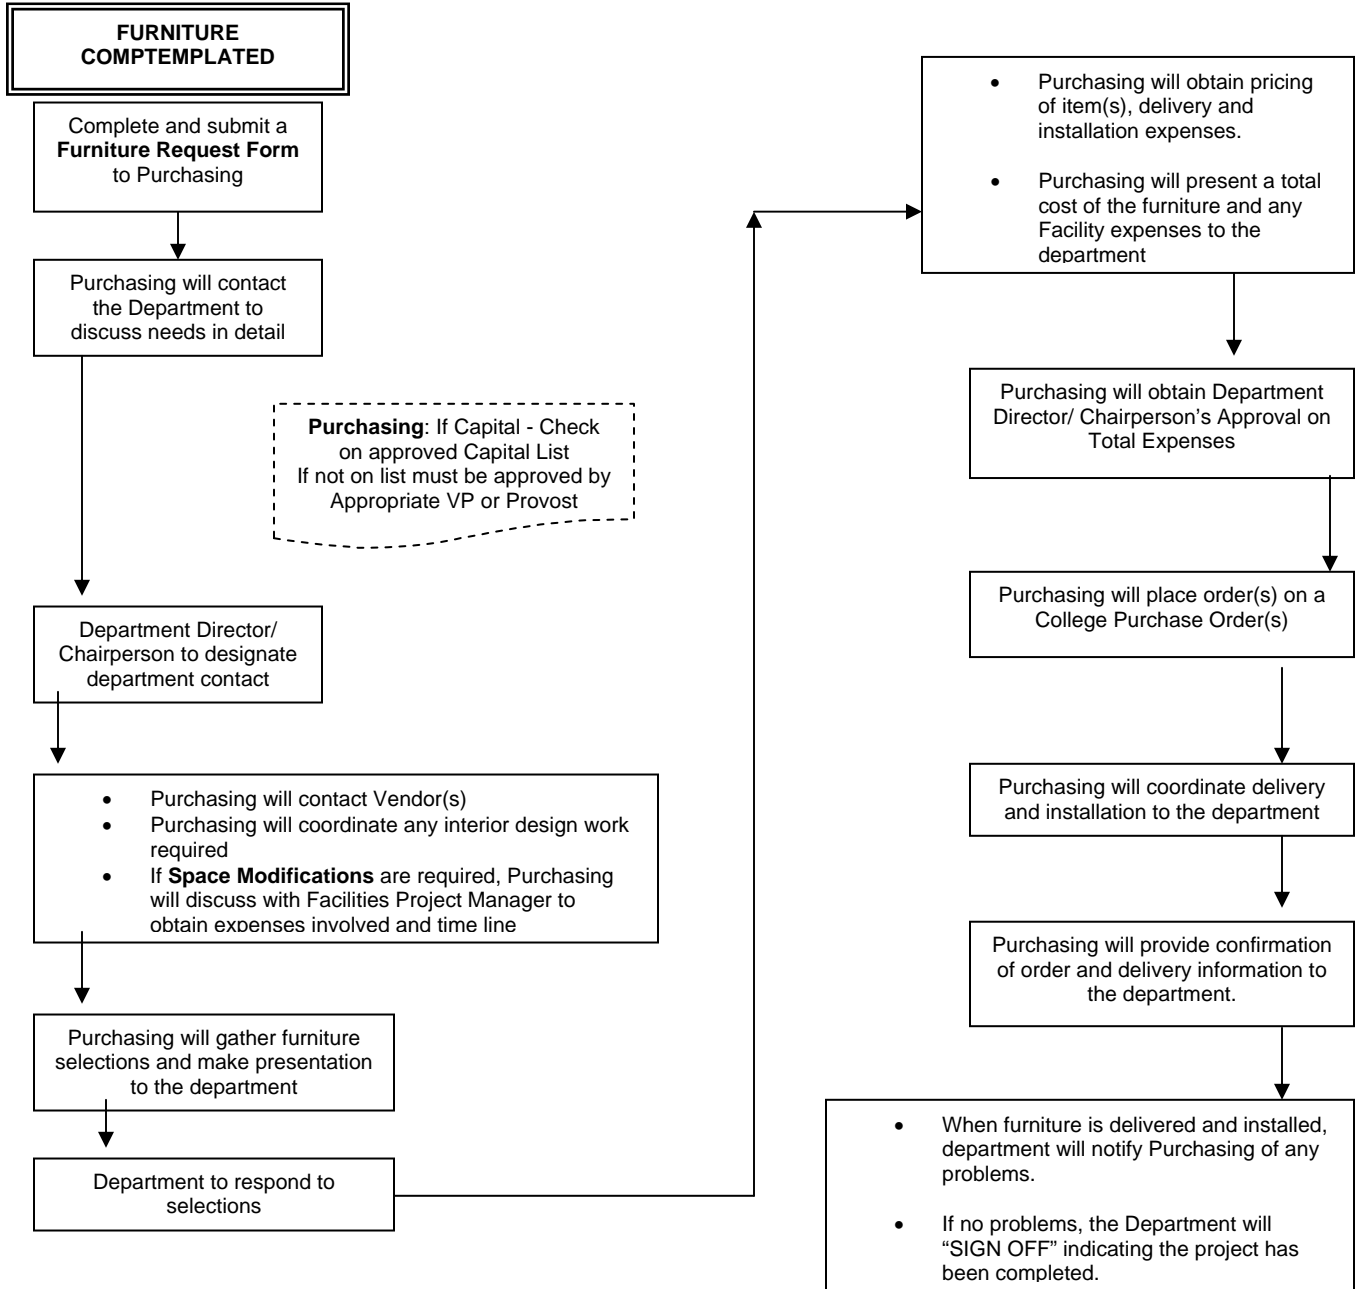 FURNITURE
COMPTEMPLATED
Complete and submit a
Furniture Request Form
to Purchasing
Purchasing will contact
the Department to
discuss needs in detail
Purchasing: If Capital - Check
on approved Capital List
If not on list must be approved by
Appropriate VP or Provost
Department Director/
Chairperson to designate
department contact
• Purchasing will contact Vendor(s)
• Purchasing will coordinate any interior design work
required
• If Space Modifications are required, Purchasing
will discuss with Facilities Project Manager to
obtain expenses involved and time line
Purchasing will gather furniture
selections and make presentation
to the department
Department to respond to
selections
• Purchasing will obtain pricing
of item(s), delivery and
installation expenses.
• Purchasing will present a total
cost of the furniture and any
Facility expenses to the
department
Purchasing will obtain Department
Director/ Chairperson’s Approval on
Total Expenses
Purchasing will place order(s) on a
College Purchase Order(s)
Purchasing will coordinate delivery
and installation to the department
Purchasing will provide confirmation
of order and delivery information to
the department.
• When furniture is delivered and installed,
department will notify Purchasing of any
problems.
• If no problems, the Department will
“SIGN OFF” indicating the project has
been completed.